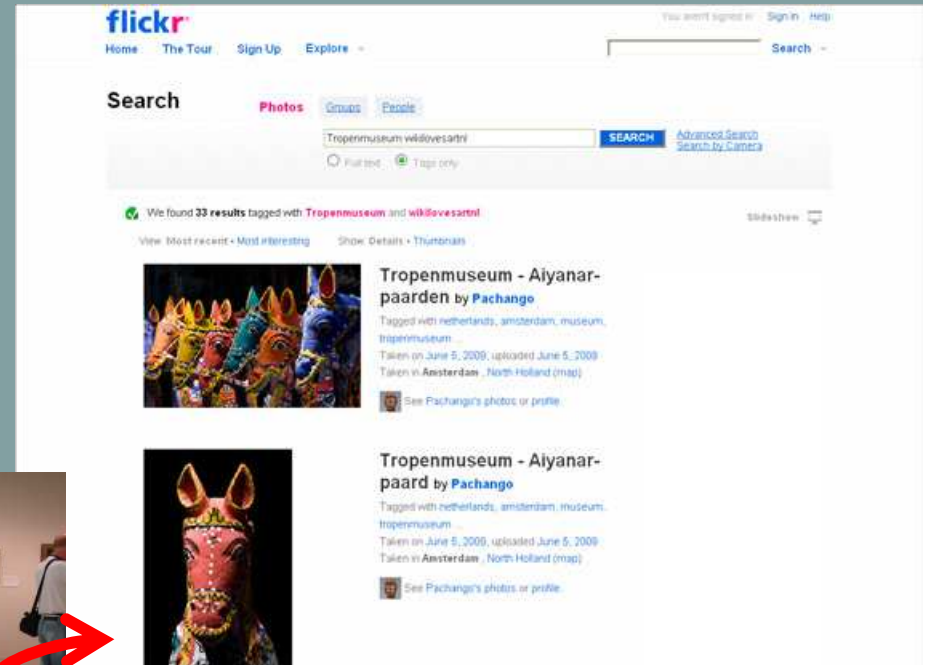 flickr
You aren't signed in Sign In Help
Home The Tour Sign Up Explore
Search
Search
Photos Groups People
Tropenmuseum wikilovesartnl
SEARCH
Advanced Search
Search by Camera
Full text Tags only
We found 33 results tagged with Tropenmuseum and wikilovesartnl
Slideshow
View: Most recent • Most interesting Show: Details • Thumbnails
Tropenmuseum - Aiyanar-
paarden by Pachango
Tagged with netherlands, amsterdam, museum,
tropenmuseum ...
Taken on June 5, 2009, uploaded June 5, 2009
Taken in Amsterdam , North Holland (map)
See Pachango's photos or profile.
Tropenmuseum - Aiyanar-
paard by Pachango
Tagged with netherlands, amsterdam, museum,
tropenmuseum ...
Taken on June 5, 2009, uploaded June 5, 2009
Taken in Amsterdam , North Holland (map)
See Pachango's photos or profile.